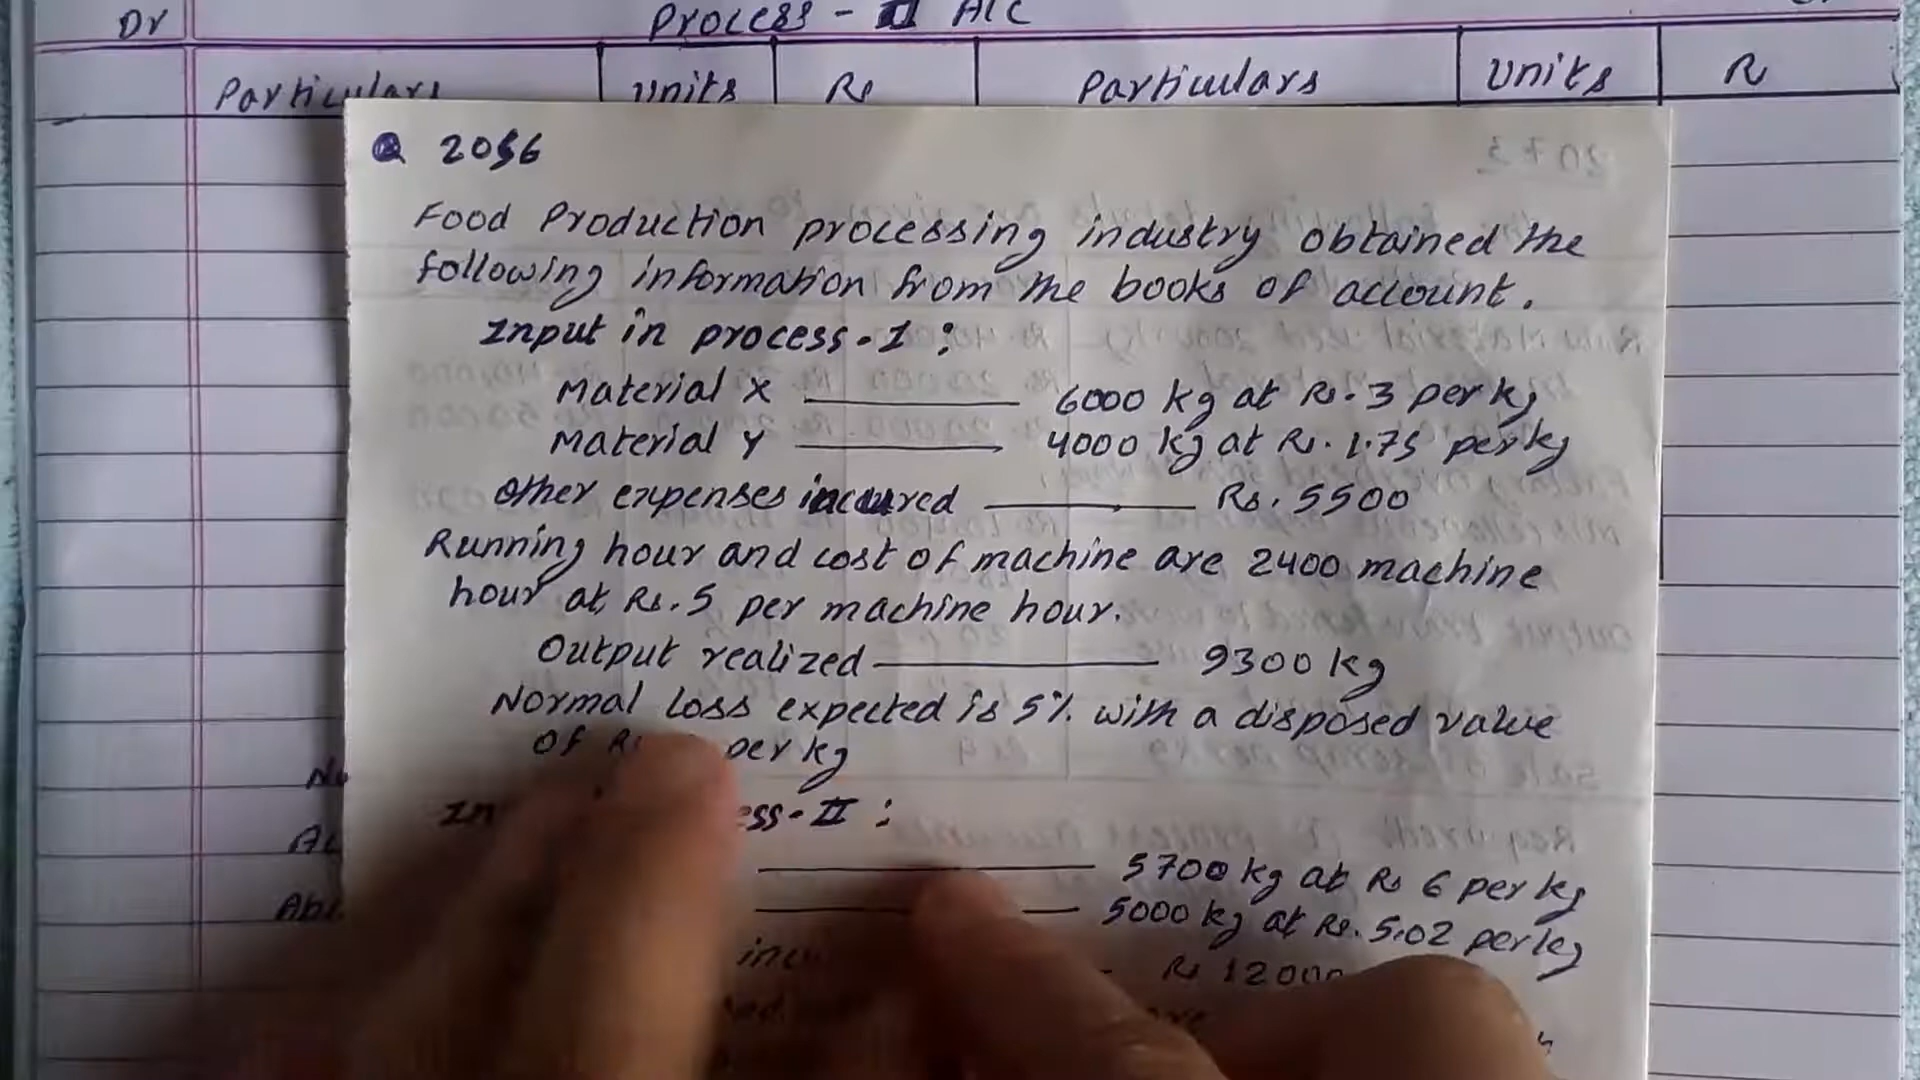 Dr Process - II A/C
Particulars Units Rs Particulars Units R
Q 2056
Food Production processing industry obtained the
following information from the books of account.
Input in process-I :
Material X 6000 kg at Rs. 3 per kg
Material Y 4000 kg at Rs. 1.75 per kg
Other expenses incurred Rs. 5500
Running hour and cost of machine are 2400 machine
hour at Rs. 5 per machine hour.
Output realized 9300 kg
Normal Loss expected is 5% with a disposed value
of per kg
-II :
5700 kg at Rs 6 per kg
5000 kg at Rs. 5.02 per kg
Rs 12000